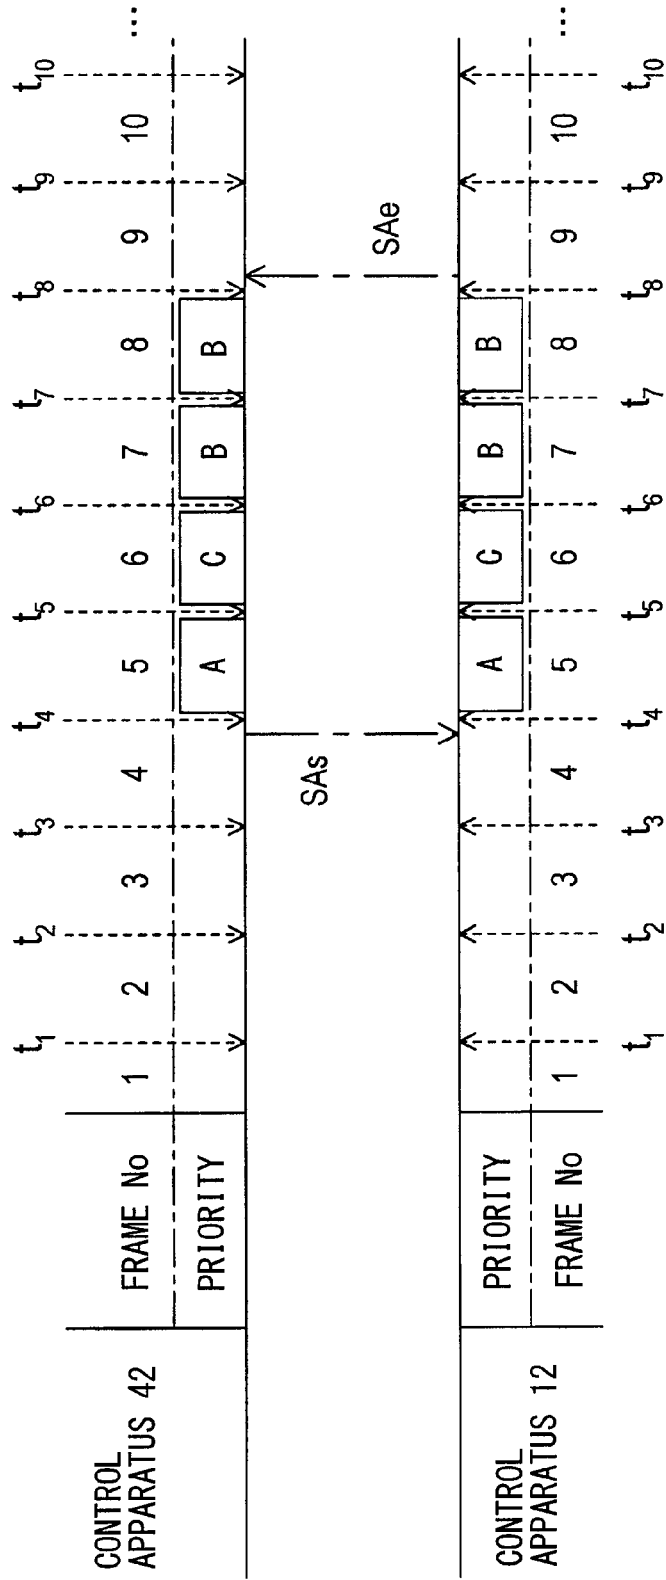 t1 t2 t3 t4 t5 t6 t7 t8 t9 t10
CONTROL
APPARATUS 42
FRAME No 1 2 3 4 5 6 7 8 9 10 ...
PRIORITY A C B B
SAs SAe
CONTROL
APPARATUS 12
PRIORITY A C B B
FRAME No 1 2 3 4 5 6 7 8 9 10 ...
t1 t2 t3 t4 t5 t6 t7 t8 t9 t10